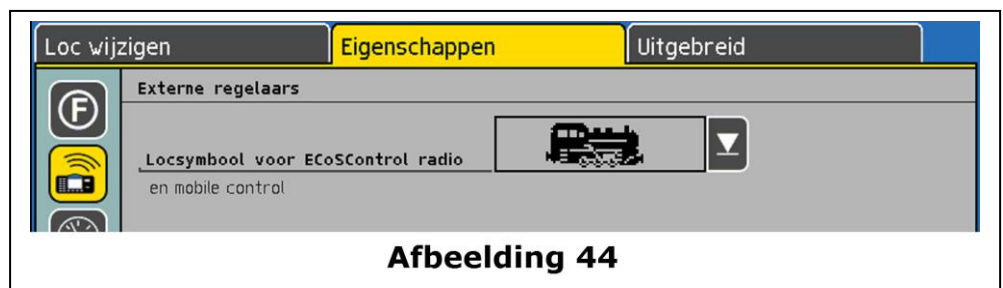 Loc wijzigen
Eigenschappen
Uitgebreid
F
Externe regelaars
Locsymbool voor ECoSControl radio
en mobile control
Afbeelding 44